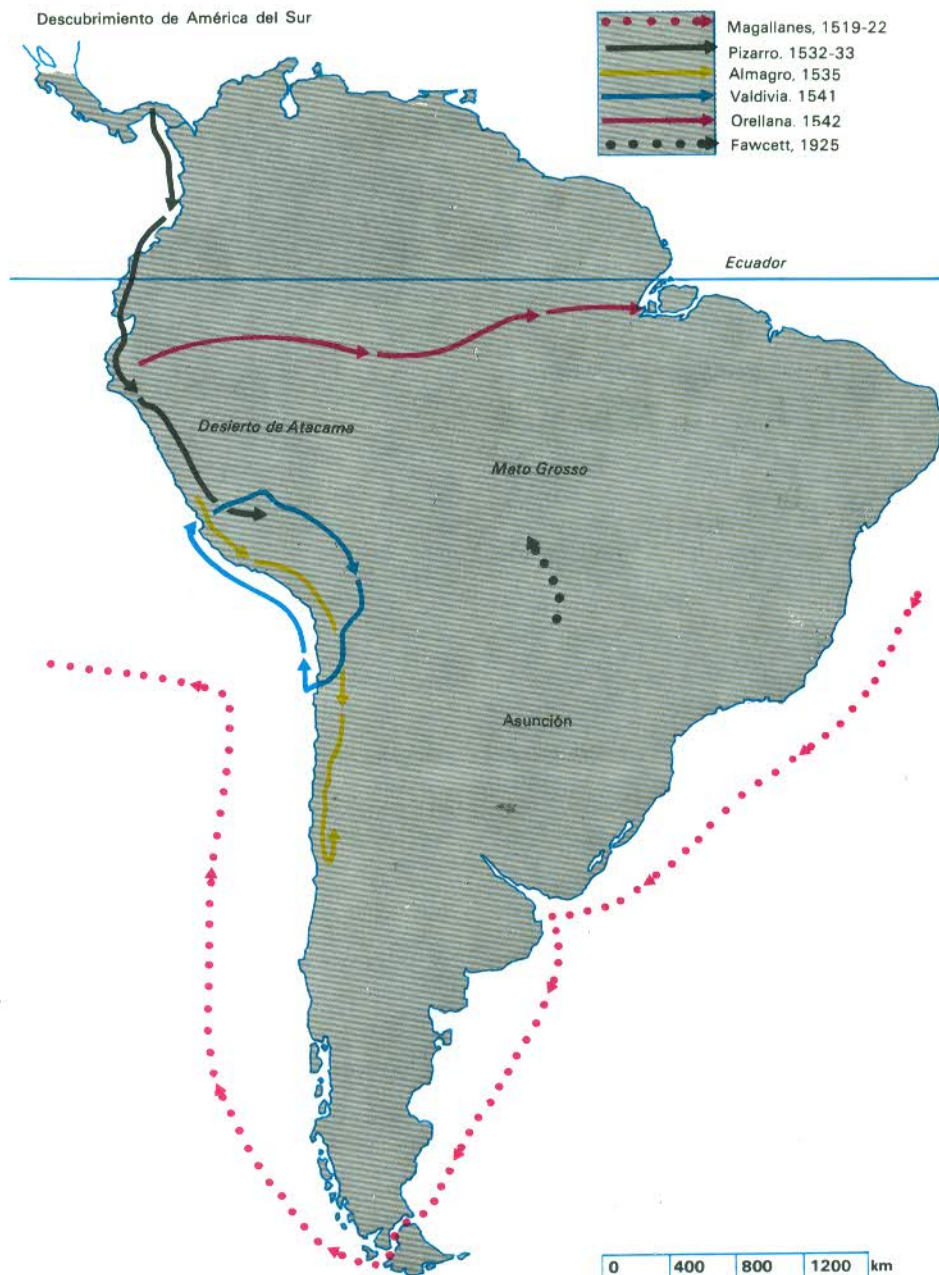 Descubrimiento de América del Sur
Magallanes, 1519-22
Pizarro. 1532-33
Almagro, 1535
Valdivia. 1541
Orellana. 1542
Fawcett, 1925
Ecuador
Desierto de Atacama
Mato Grosso
Asunción
0 400 800 1200 km